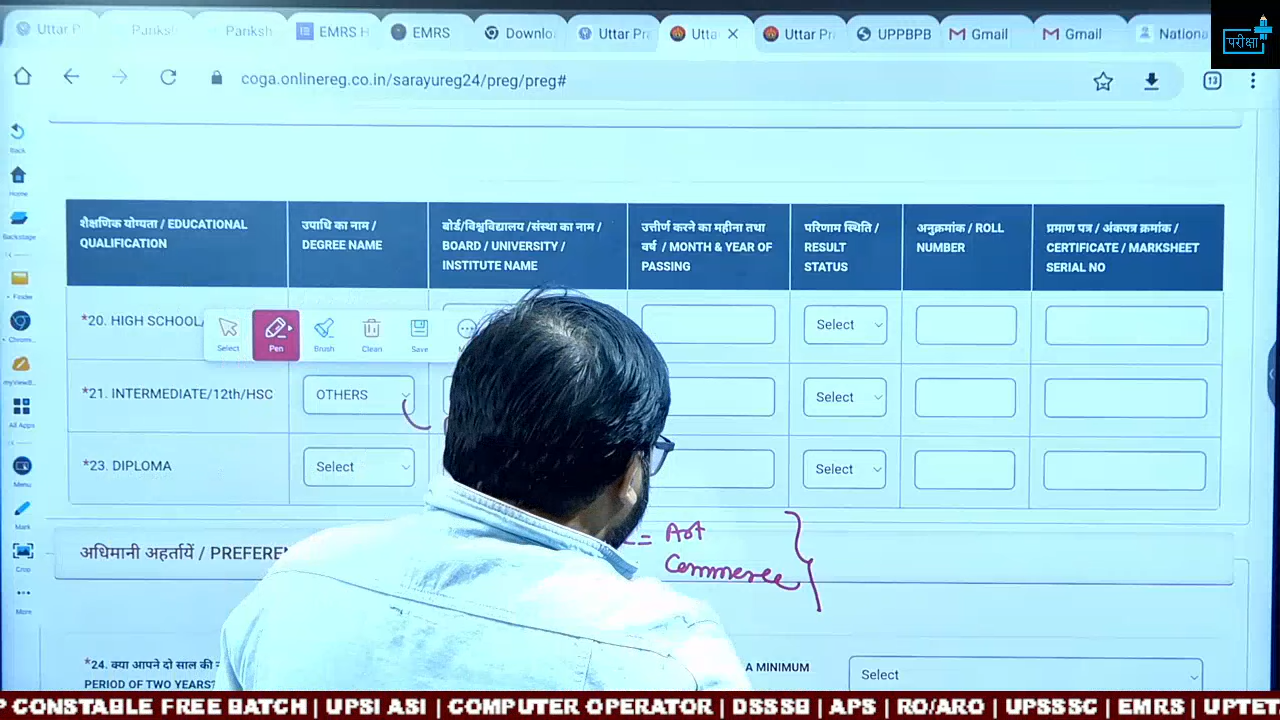 Uttar P
Pariksh
Pariksh
EMRS H
EMRS
Downlo
Uttar Pra
Utta
Uttar Pr
UPPBPB
Gmail
Gmail
Nationa
परीक्षा
coga.onlinereg.co.in/sarayureg24/preg/preg#
13
Back
Home
Backstage
Finder
Chrom..
myViewB..
All Apps
Menu
Mark
Crop
More
शैक्षणिक योग्यता / EDUCATIONAL
QUALIFICATION
उपाधि का नाम /
DEGREE NAME
बोर्ड/विश्वविद्यालय /संस्था का नाम /
BOARD / UNIVERSITY /
INSTITUTE NAME
उत्तीर्ण करने का महीना तथा
वर्ष / MONTH & YEAR OF
PASSING
परिणाम स्थिति /
RESULT
STATUS
अनुक्रमांक / ROLL
NUMBER
प्रमाण पत्र / अंकपत्र क्रमांक /
CERTIFICATE / MARKSHEET
SERIAL NO
*20. HIGH SCHOOL/
Select
Select
Pen
Brush
Clean
Save
*21. INTERMEDIATE/12th/HSC
OTHERS
Select
*23. DIPLOMA
Select
Select
= Art
Commerce
अधिमानी अहर्तायें / PREFEREN
*24. क्या आपने दो साल की
A MINIMUM
PERIOD OF TWO YEARS?
Select
P CONSTABLE FREE BATCH | UPSI ASI | COMPUTER OPERATOR | DSSSB | APS | RO/ARO | UPSSSC | EMRS | UPTET